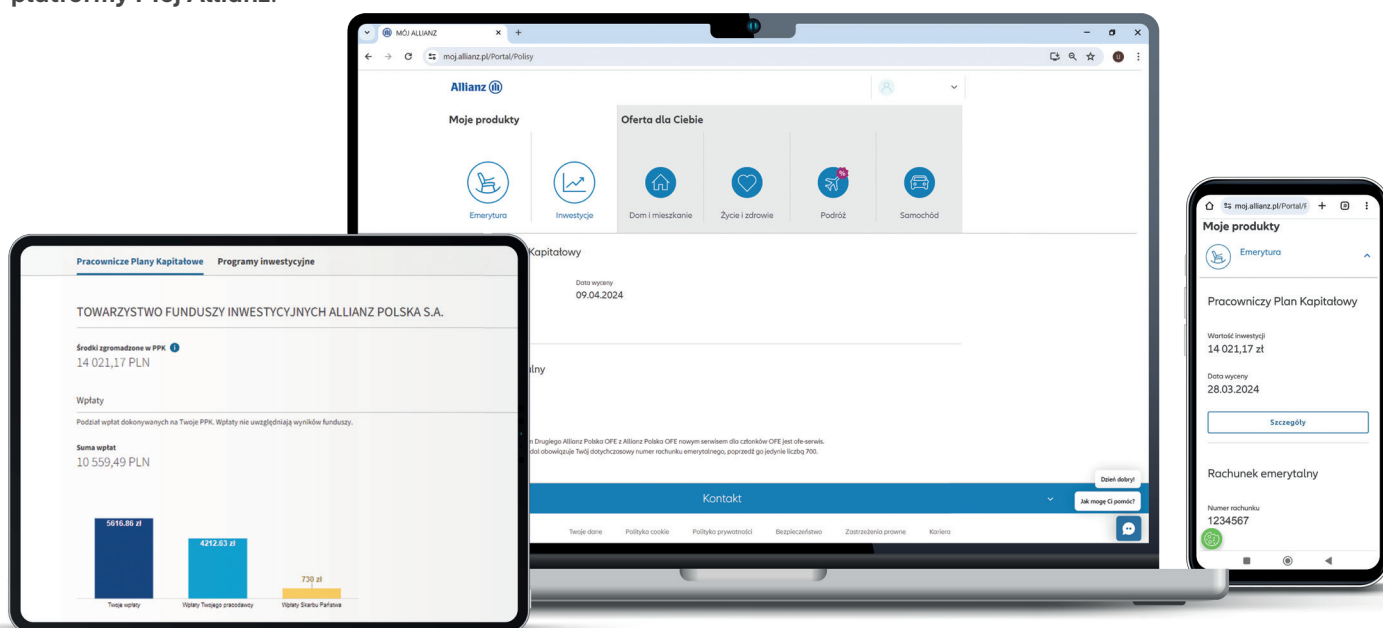 platformy Mój Allianz.
MÓJ ALLIANZ
moj.allianz.pl/Portal/Polisy
U
Allianz
Moje produkty
Oferta dla Ciebie
%
Emerytura
Inwestycje
Dom i mieszkanie
Życie i zdrowie
Podróż
Samochód
Kapitałowy
Data wyceny
09.04.2024
alny
n Drugiego Allianz Polska OFE z Allianz Polska OFE nowym serwisem dla członków OFE jest ofe-serwis.
dal obowiązuje Twój dotychczasowy numer rachunku emerytalnego, poprzedź go jedynie liczbą 700.
Dzień dobry!
Jak mogę Ci pomóc?
Kontakt
Twoje dane
Polityka cookie
Polityka prywatności
Bezpieczeństwo
Zastrzeżenia prawne
Kariera
Pracownicze Plany Kapitałowe
Programy inwestycyjne
TOWARZYSTWO FUNDUSZY INWESTYCYJNYCH ALLIANZ POLSKA S.A.
Środki zgromadzone w PPK
14 021,17 PLN
Wpłaty
Podział wpłat dokonywanych na Twoje PPK. Wpłaty nie uwzględniają wyników funduszy.
Suma wpłat
10 559,49 PLN
5616.86 zł
4212.63 zł
730 zł
Twoje wpłaty
Wpłaty Twojego pracodawcy
Wpłaty Skarbu Państwa
moj.allianz.pl/Portal/F
Moje produkty
Emerytura
Pracowniczy Plan Kapitałowy
Wartość inwestycji
14 021,17 zł
Data wyceny
28.03.2024
Szczegóły
Rachunek emerytalny
Numer rachunku
1234567